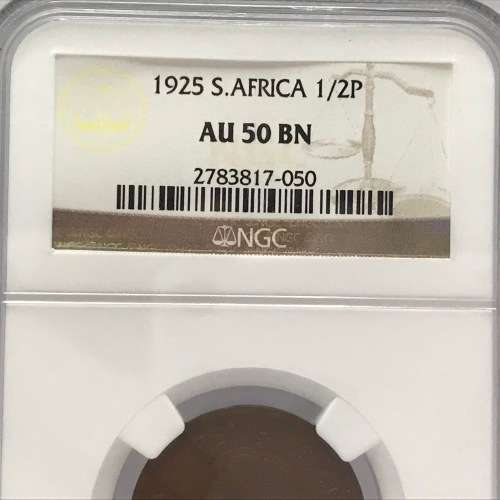 1925 S.AFRICA 1/2P
AU 50 BN
2783817-050
NGC